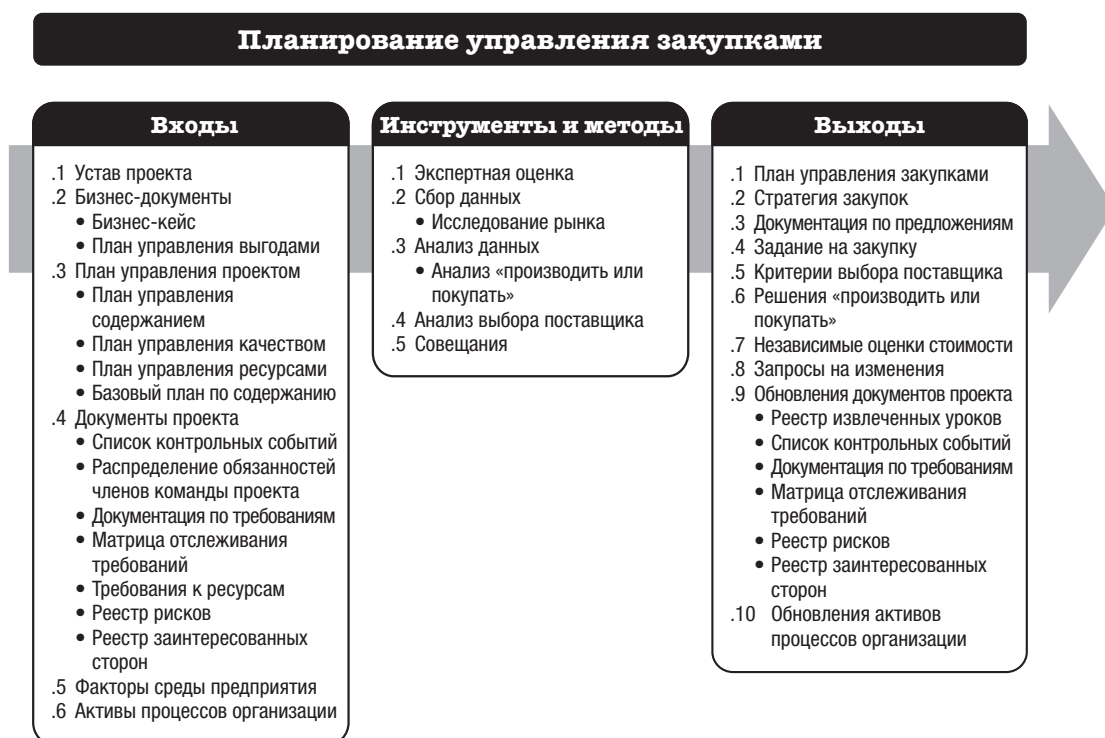 Планирование управления закупками
Входы
.1 Устав проекта
.2 Бизнес-документы
• Бизнес-кейс
• План управления выгодами
.3 План управления проектом
• План управления
содержанием
• План управления качеством
• План управления ресурсами
• Базовый план по содержанию
.4 Документы проекта
• Список контрольных событий
• Распределение обязанностей
членов команды проекта
• Документация по требованиям
• Матрица отслеживания
требований
• Требования к ресурсам
• Реестр рисков
• Реестр заинтересованных
сторон
.5 Факторы среды предприятия
.6 Активы процессов организации
Инструменты и методы
.1 Экспертная оценка
.2 Сбор данных
• Исследование рынка
.3 Анализ данных
• Анализ «производить или
покупать»
.4 Анализ выбора поставщика
.5 Совещания
Выходы
.1 План управления закупками
.2 Стратегия закупок
.3 Документация по предложениям
.4 Задание на закупку
.5 Критерии выбора поставщика
.6 Решения «производить или
покупать»
.7 Независимые оценки стоимости
.8 Запросы на изменения
.9 Обновления документов проекта
• Реестр извлеченных уроков
• Список контрольных событий
• Документация по требованиям
• Матрица отслеживания
требований
• Реестр рисков
• Реестр заинтересованных
сторон
.10 Обновления активов
процессов организации